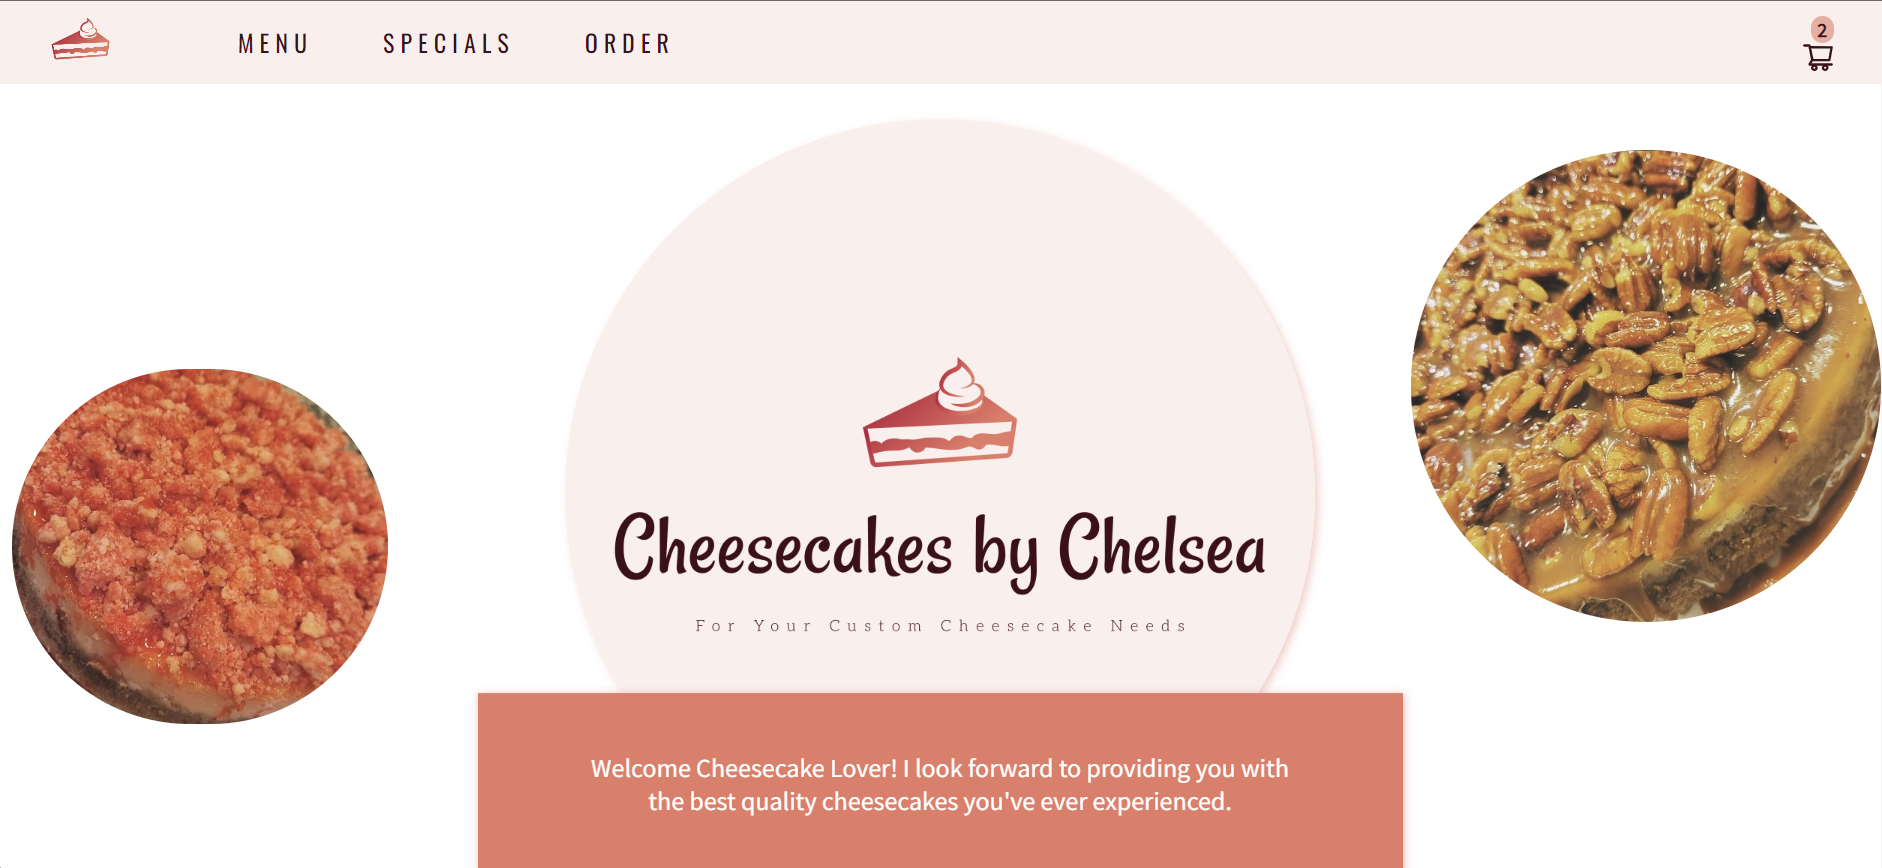 MENU SPECIALS ORDER 2
Cheesecakes by Chelsea
For Your Custom Cheesecake Needs
Welcome Cheesecake Lover! I look forward to providing you with
the best quality cheesecakes you've ever experienced.